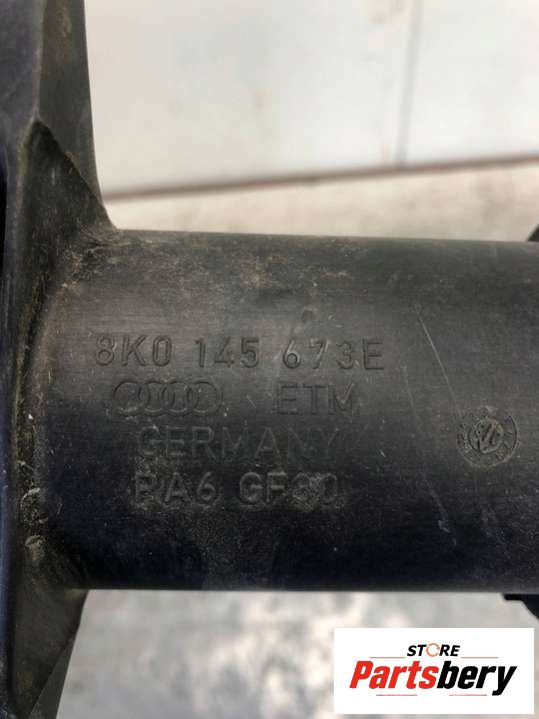 8K0 145 673E
ETM
GERMANY
PA6 GF30
STORE
Partsbery